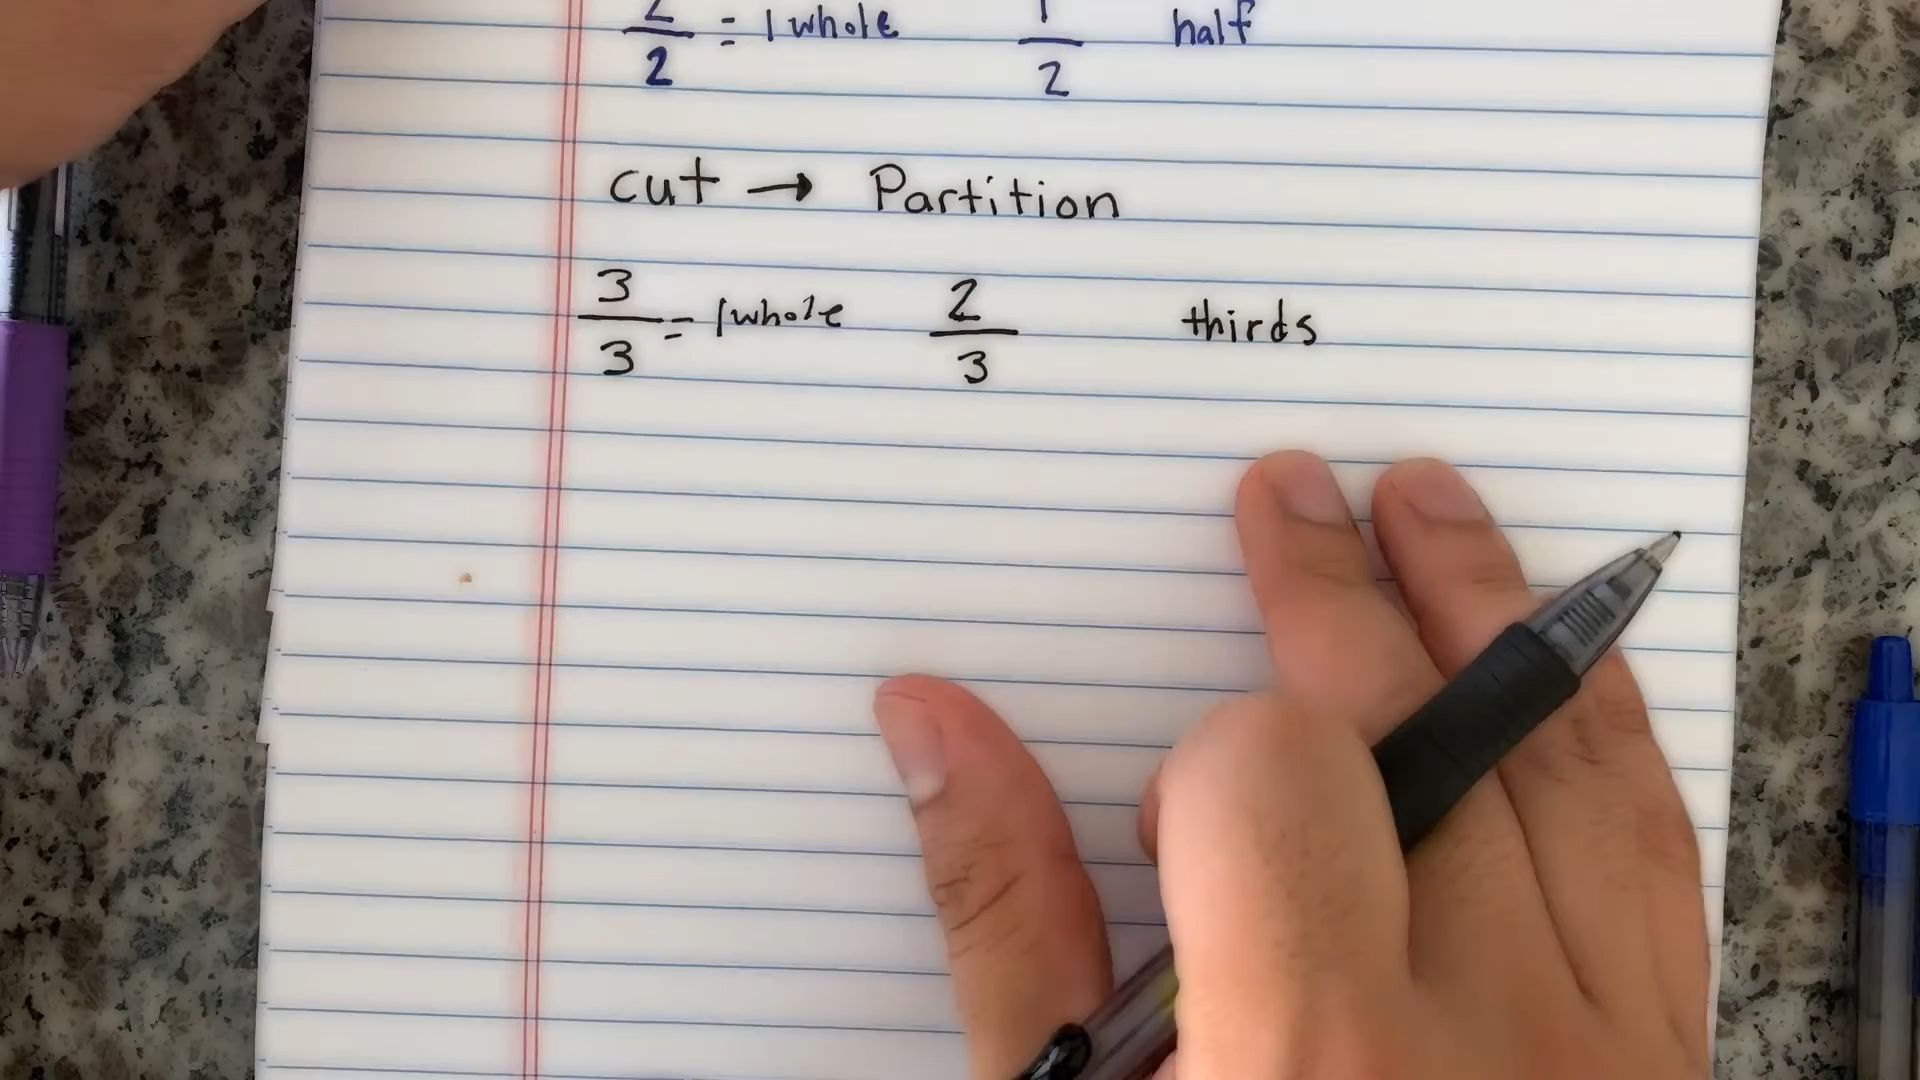 2/2 = 1 whole 1/2 half
cut → Partition
3/3 = 1 whole 2/3 thirds